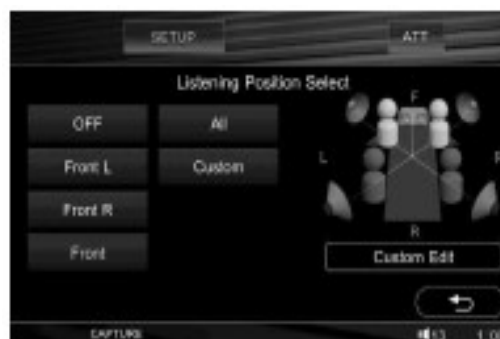 SETUP ATT
Listening Position Select
OFF All
F
Front L Custom
L R
Front R
R
Front Custom Edit
CAPTURE